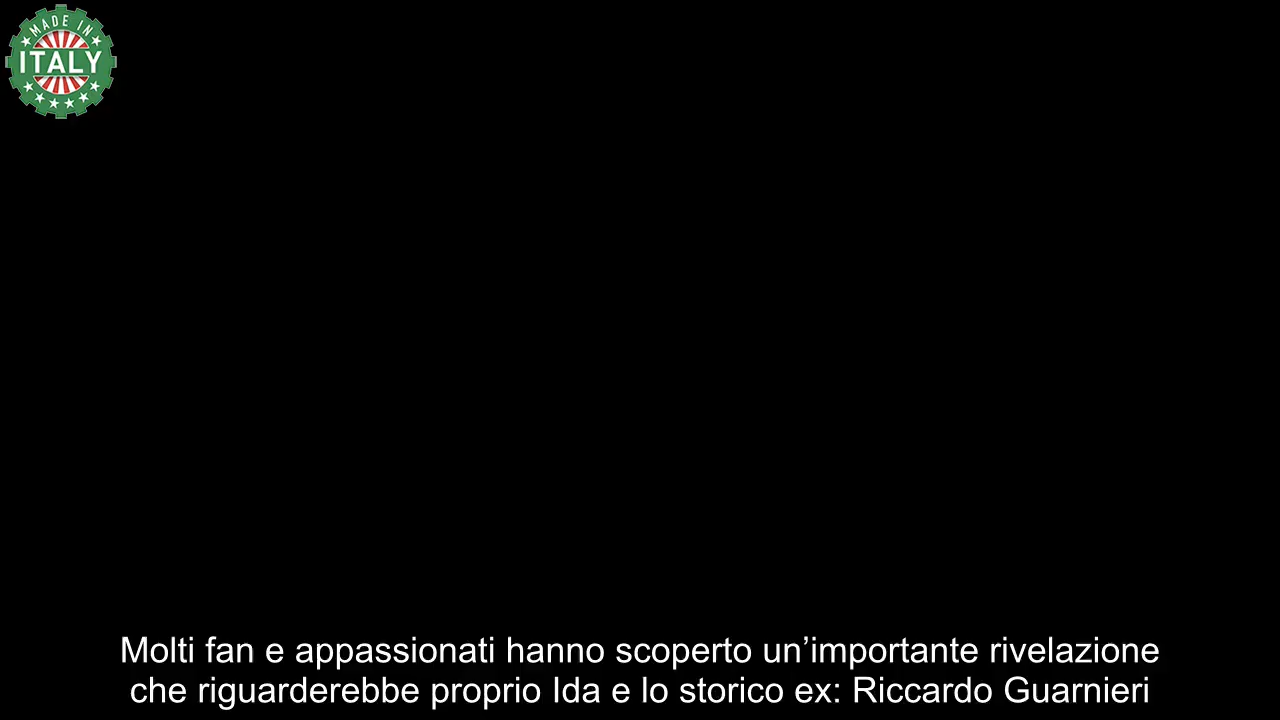 MADE IN
ITALY
Molti fan e appassionati hanno scoperto un’importante rivelazione
che riguarderebbe proprio Ida e lo storico ex: Riccardo Guarnieri